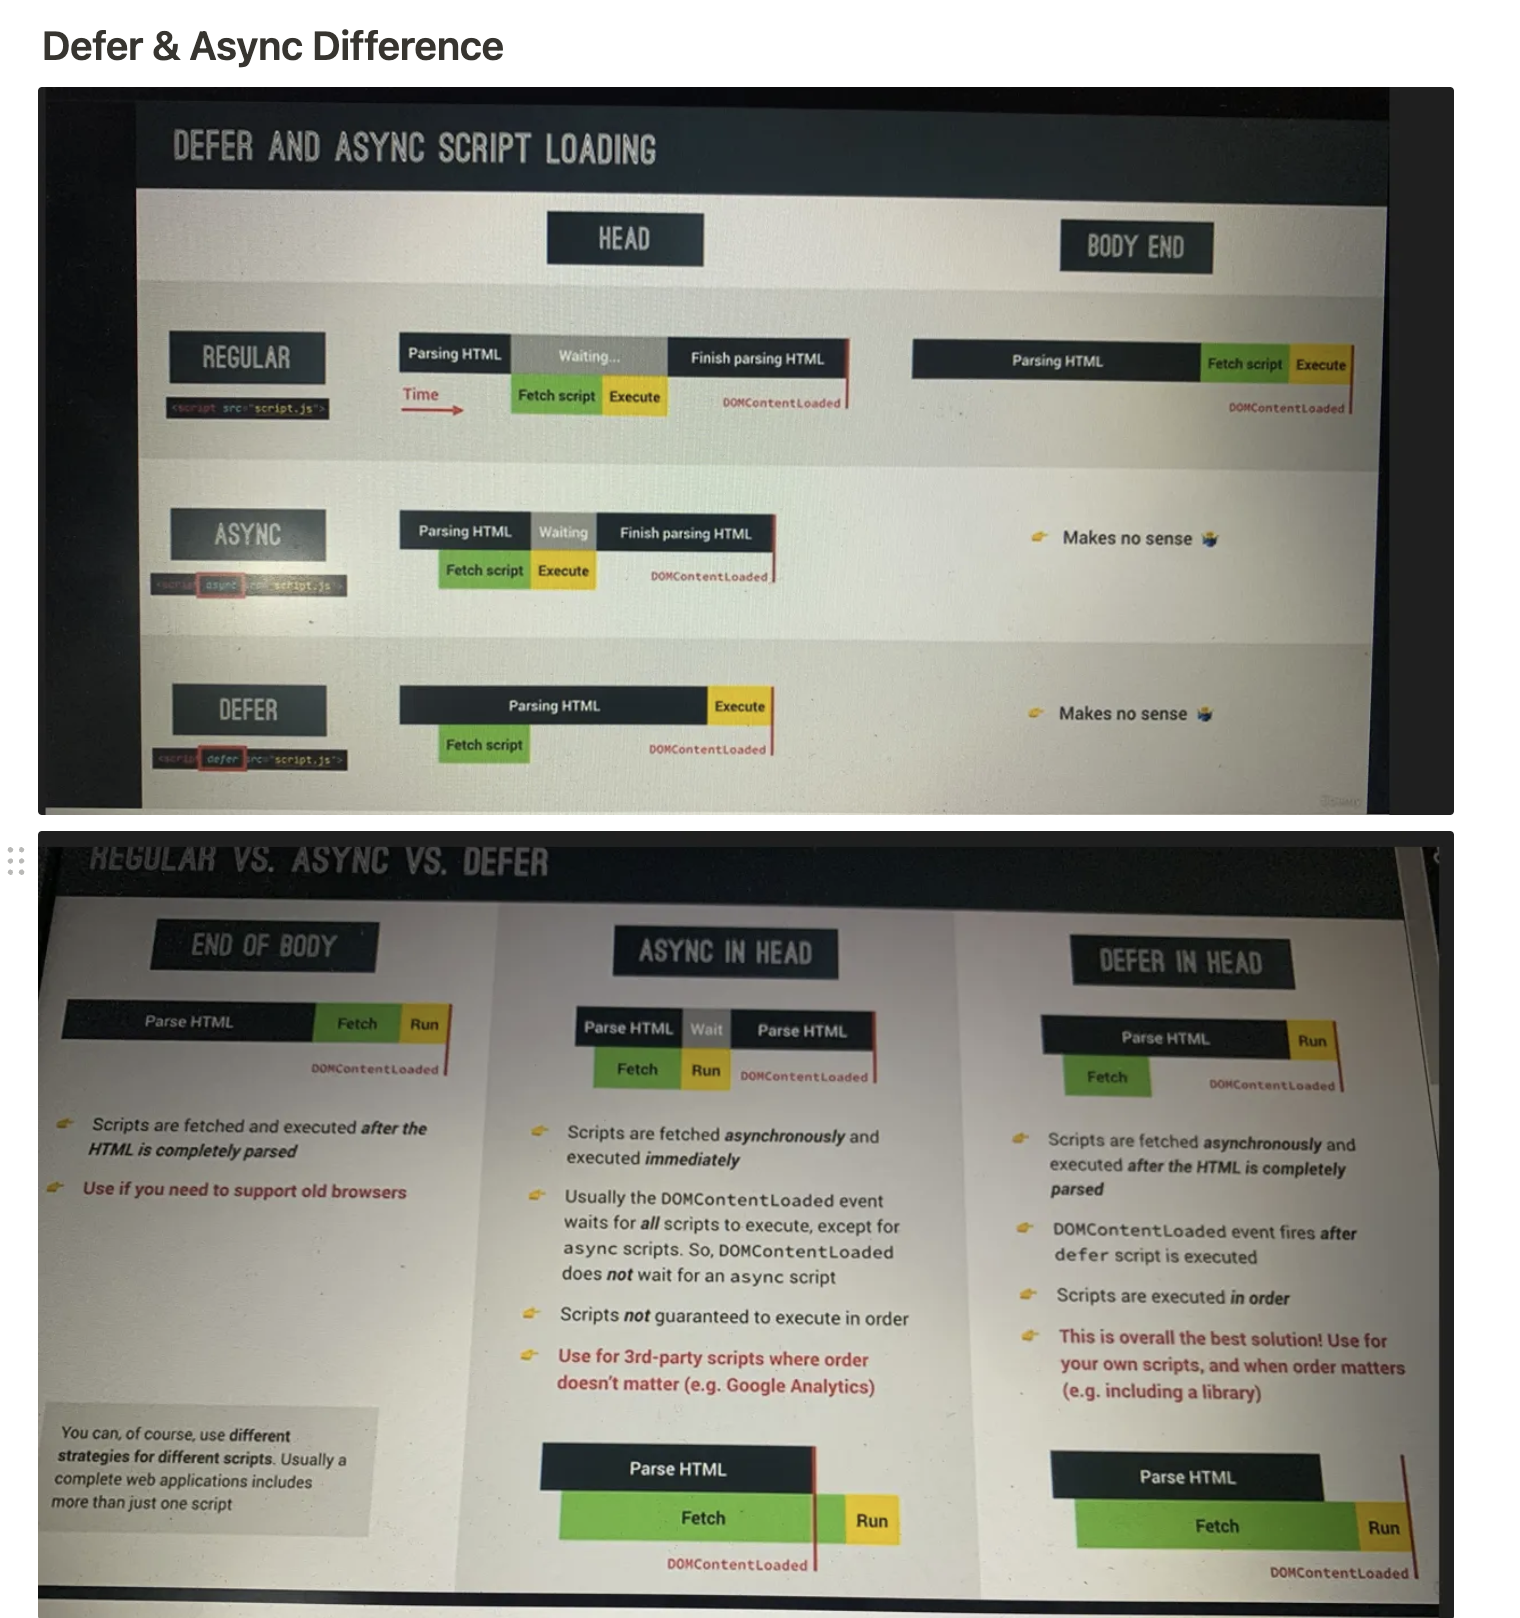 Defer & Async Difference
DEFER AND ASYNC SCRIPT LOADING
HEAD
BODY END
REGULAR
<script src="script.js">
Parsing HTML
Waiting...
Finish parsing HTML
Time
Fetch script
Execute
DOMContentLoaded
Parsing HTML
Fetch script
Execute
DOMContentLoaded
ASYNC
<script async src="script.js">
Parsing HTML
Waiting
Finish parsing HTML
Fetch script
Execute
DOMContentLoaded
👉 Makes no sense
DEFER
<script defer src="script.js">
Parsing HTML
Execute
Fetch script
DOMContentLoaded
👉 Makes no sense
REGULAR VS. ASYNC VS. DEFER
END OF BODY
Parse HTML
Fetch
Run
DOMContentLoaded
👉 Scripts are fetched and executed after the
HTML is completely parsed
👉 Use if you need to support old browsers
You can, of course, use different
strategies for different scripts. Usually a
complete web applications includes
more than just one script
ASYNC IN HEAD
Parse HTML
Wait
Parse HTML
Fetch
Run
DOMContentLoaded
👉 Scripts are fetched asynchronously and
executed immediately
👉 Usually the DOMContentLoaded event
waits for all scripts to execute, except for
async scripts. So, DOMContentLoaded
does not wait for an async script
👉 Scripts not guaranteed to execute in order
👉 Use for 3rd-party scripts where order
doesn't matter (e.g. Google Analytics)
Parse HTML
Fetch
Run
DOMContentLoaded
DEFER IN HEAD
Parse HTML
Run
Fetch
DOMContentLoaded
👉 Scripts are fetched asynchronously and
executed after the HTML is completely
parsed
👉 DOMContentLoaded event fires after
defer script is executed
👉 Scripts are executed in order
👉 This is overall the best solution! Use for
your own scripts, and when order matters
(e.g. including a library)
Parse HTML
Fetch
Run
DOMContentLoaded